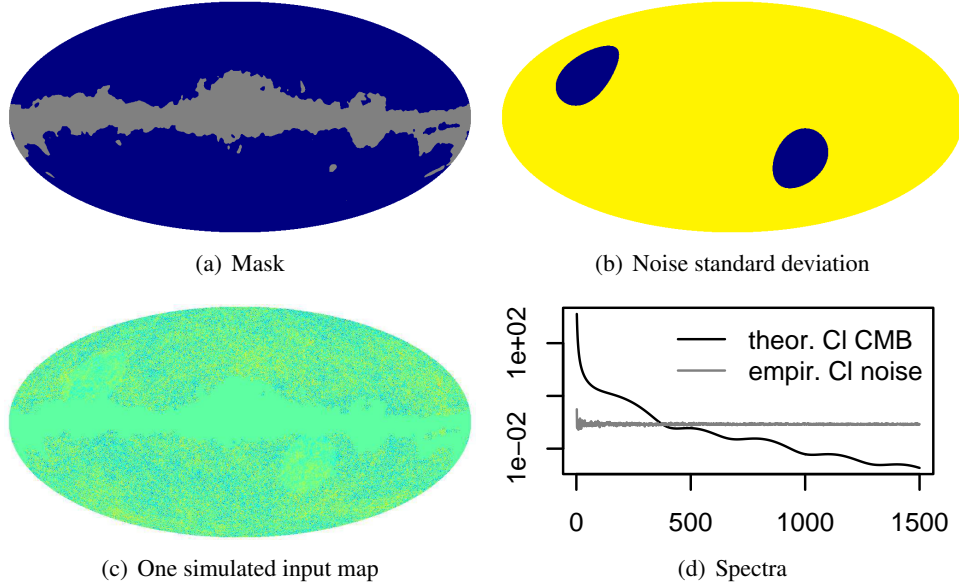 (a) Mask
(b) Noise standard deviation
(c) One simulated input map
1e+02
1e-02
theor. Cl CMB
empir. Cl noise
0
500
1000
1500
(d) Spectra